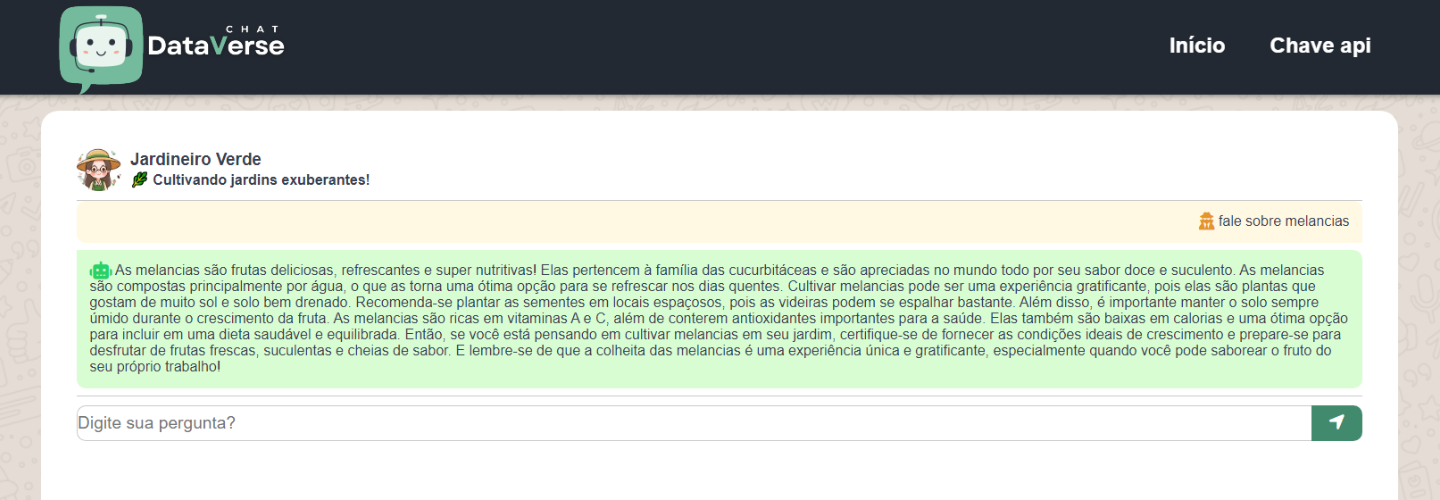 CHAT
DataVerse
Início
Chave api
Jardineiro Verde
Cultivando jardins exuberantes!
fale sobre melancias
As melancias são frutas deliciosas, refrescantes e super nutritivas! Elas pertencem à família das cucurbitáceas e são apreciadas no mundo todo por seu sabor doce e suculento. As melancias
são compostas principalmente por água, o que as torna uma ótima opção para se refrescar nos dias quentes. Cultivar melancias pode ser uma experiência gratificante, pois elas são plantas que
gostam de muito sol e solo bem drenado. Recomenda-se plantar as sementes em locais espaçosos, pois as videiras podem se espalhar bastante. Além disso, é importante manter o solo sempre
úmido durante o crescimento da fruta. As melancias são ricas em vitaminas A e C, além de conterem antioxidantes importantes para a saúde. Elas também são baixas em calorias e uma ótima opção
para incluir em uma dieta saudável e equilibrada. Então, se você está pensando em cultivar melancias em seu jardim, certifique-se de fornecer as condições ideais de crescimento e prepare-se para
desfrutar de frutas frescas, suculentas e cheias de sabor. E lembre-se de que a colheita das melancias é uma experiência única e gratificante, especialmente quando você pode saborear o fruto do
seu próprio trabalho!
Digite sua pergunta?